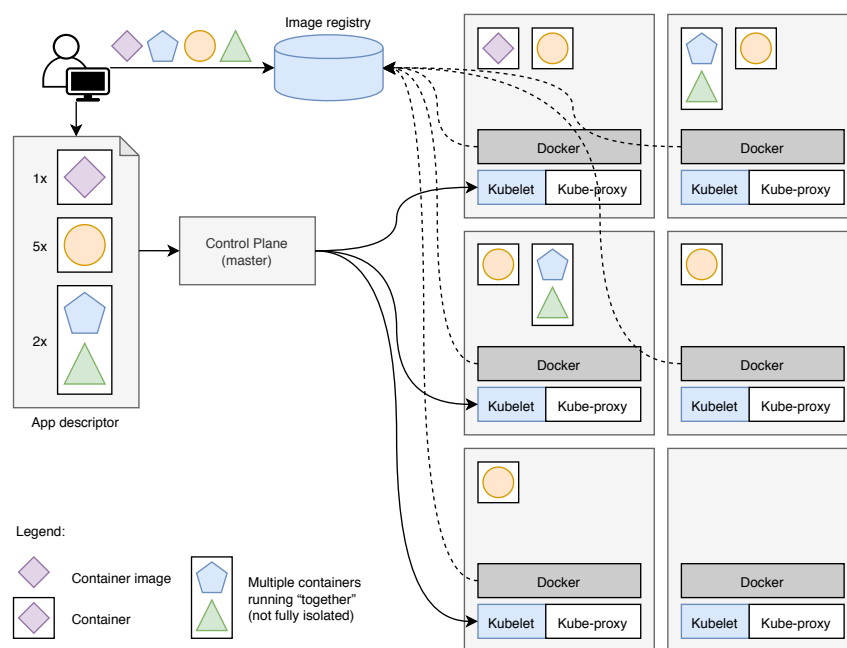 Image registry
1x
5x
2x
App descriptor
Control Plane
(master)
Docker
Kubelet
Kube-proxy
Docker
Kubelet
Kube-proxy
Docker
Kubelet
Kube-proxy
Docker
Kubelet
Kube-proxy
Docker
Kubelet
Kube-proxy
Docker
Kubelet
Kube-proxy
Legend:
Container image
Container
Multiple containers
running “together”
(not fully isolated)